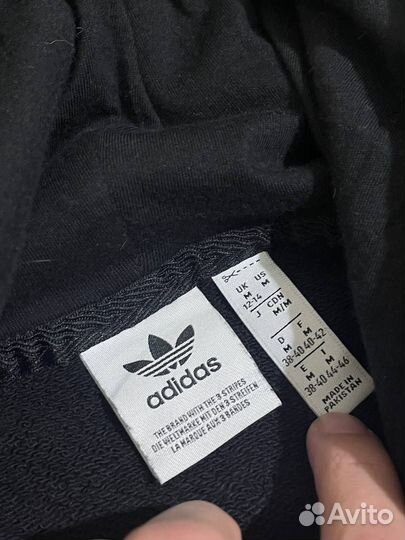 adidas
THE BRAND WITH THE 3 STRIPES
DIE WELTMARKE MIT DEN 3 STREIFEN
LA MARQUE AUX 3 BANDES
UK US
M M
12-14
J CDN
M/M
D F
M M
38-40 40-42
E
M M
38-40 44-46
MADE IN
PAKISTAN
Avito